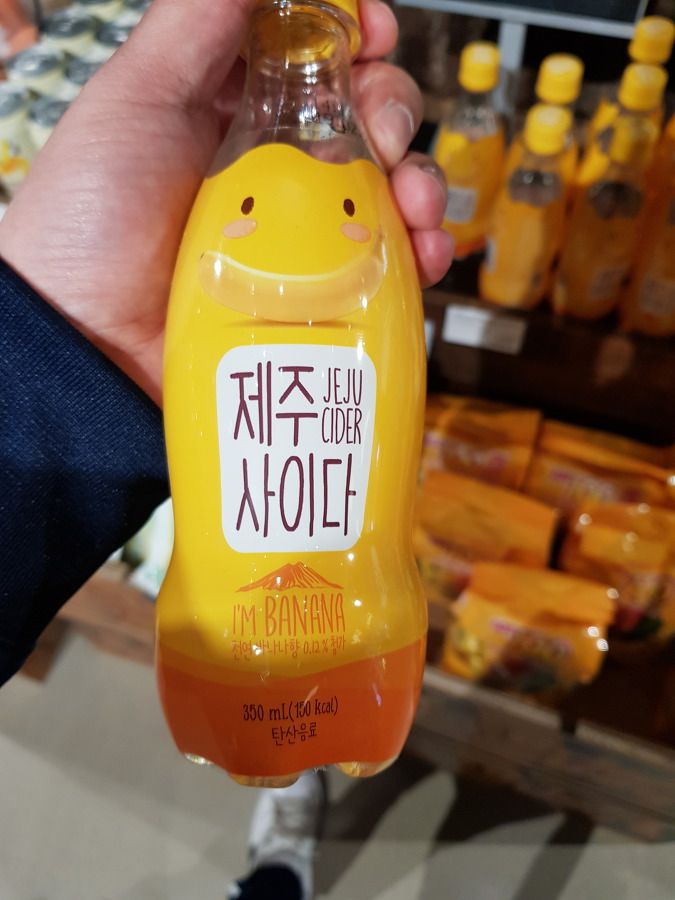 제주 JEJU CIDER
사이다
I'M BANANA
천연 바나나향 0.12% 첨가
350 mL(150 kcal)
탄산음료